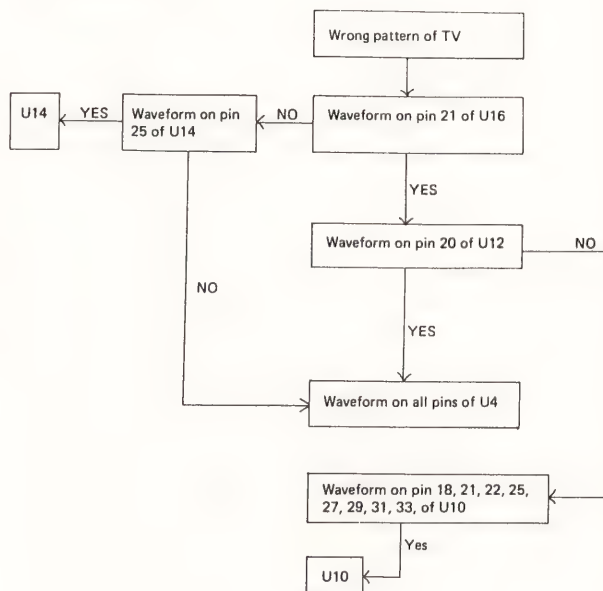 Wrong pattern of TV
U14
YES
Waveform on pin
25 of U14
NO
Waveform on pin 21 of U16
YES
Waveform on pin 20 of U12
NO
NO
YES
Waveform on all pins of U4
Waveform on pin 18, 21, 22, 25,
27, 29, 31, 33, of U10
Yes
U10